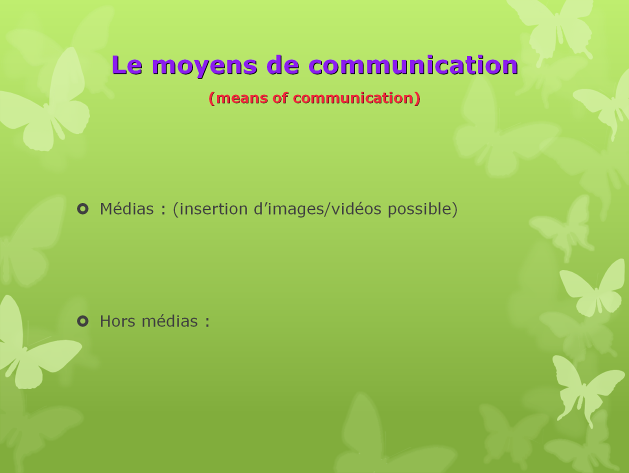 Le moyens de communication
(means of communication)
Médias : (insertion d’images/vidéos possible)
Hors médias :